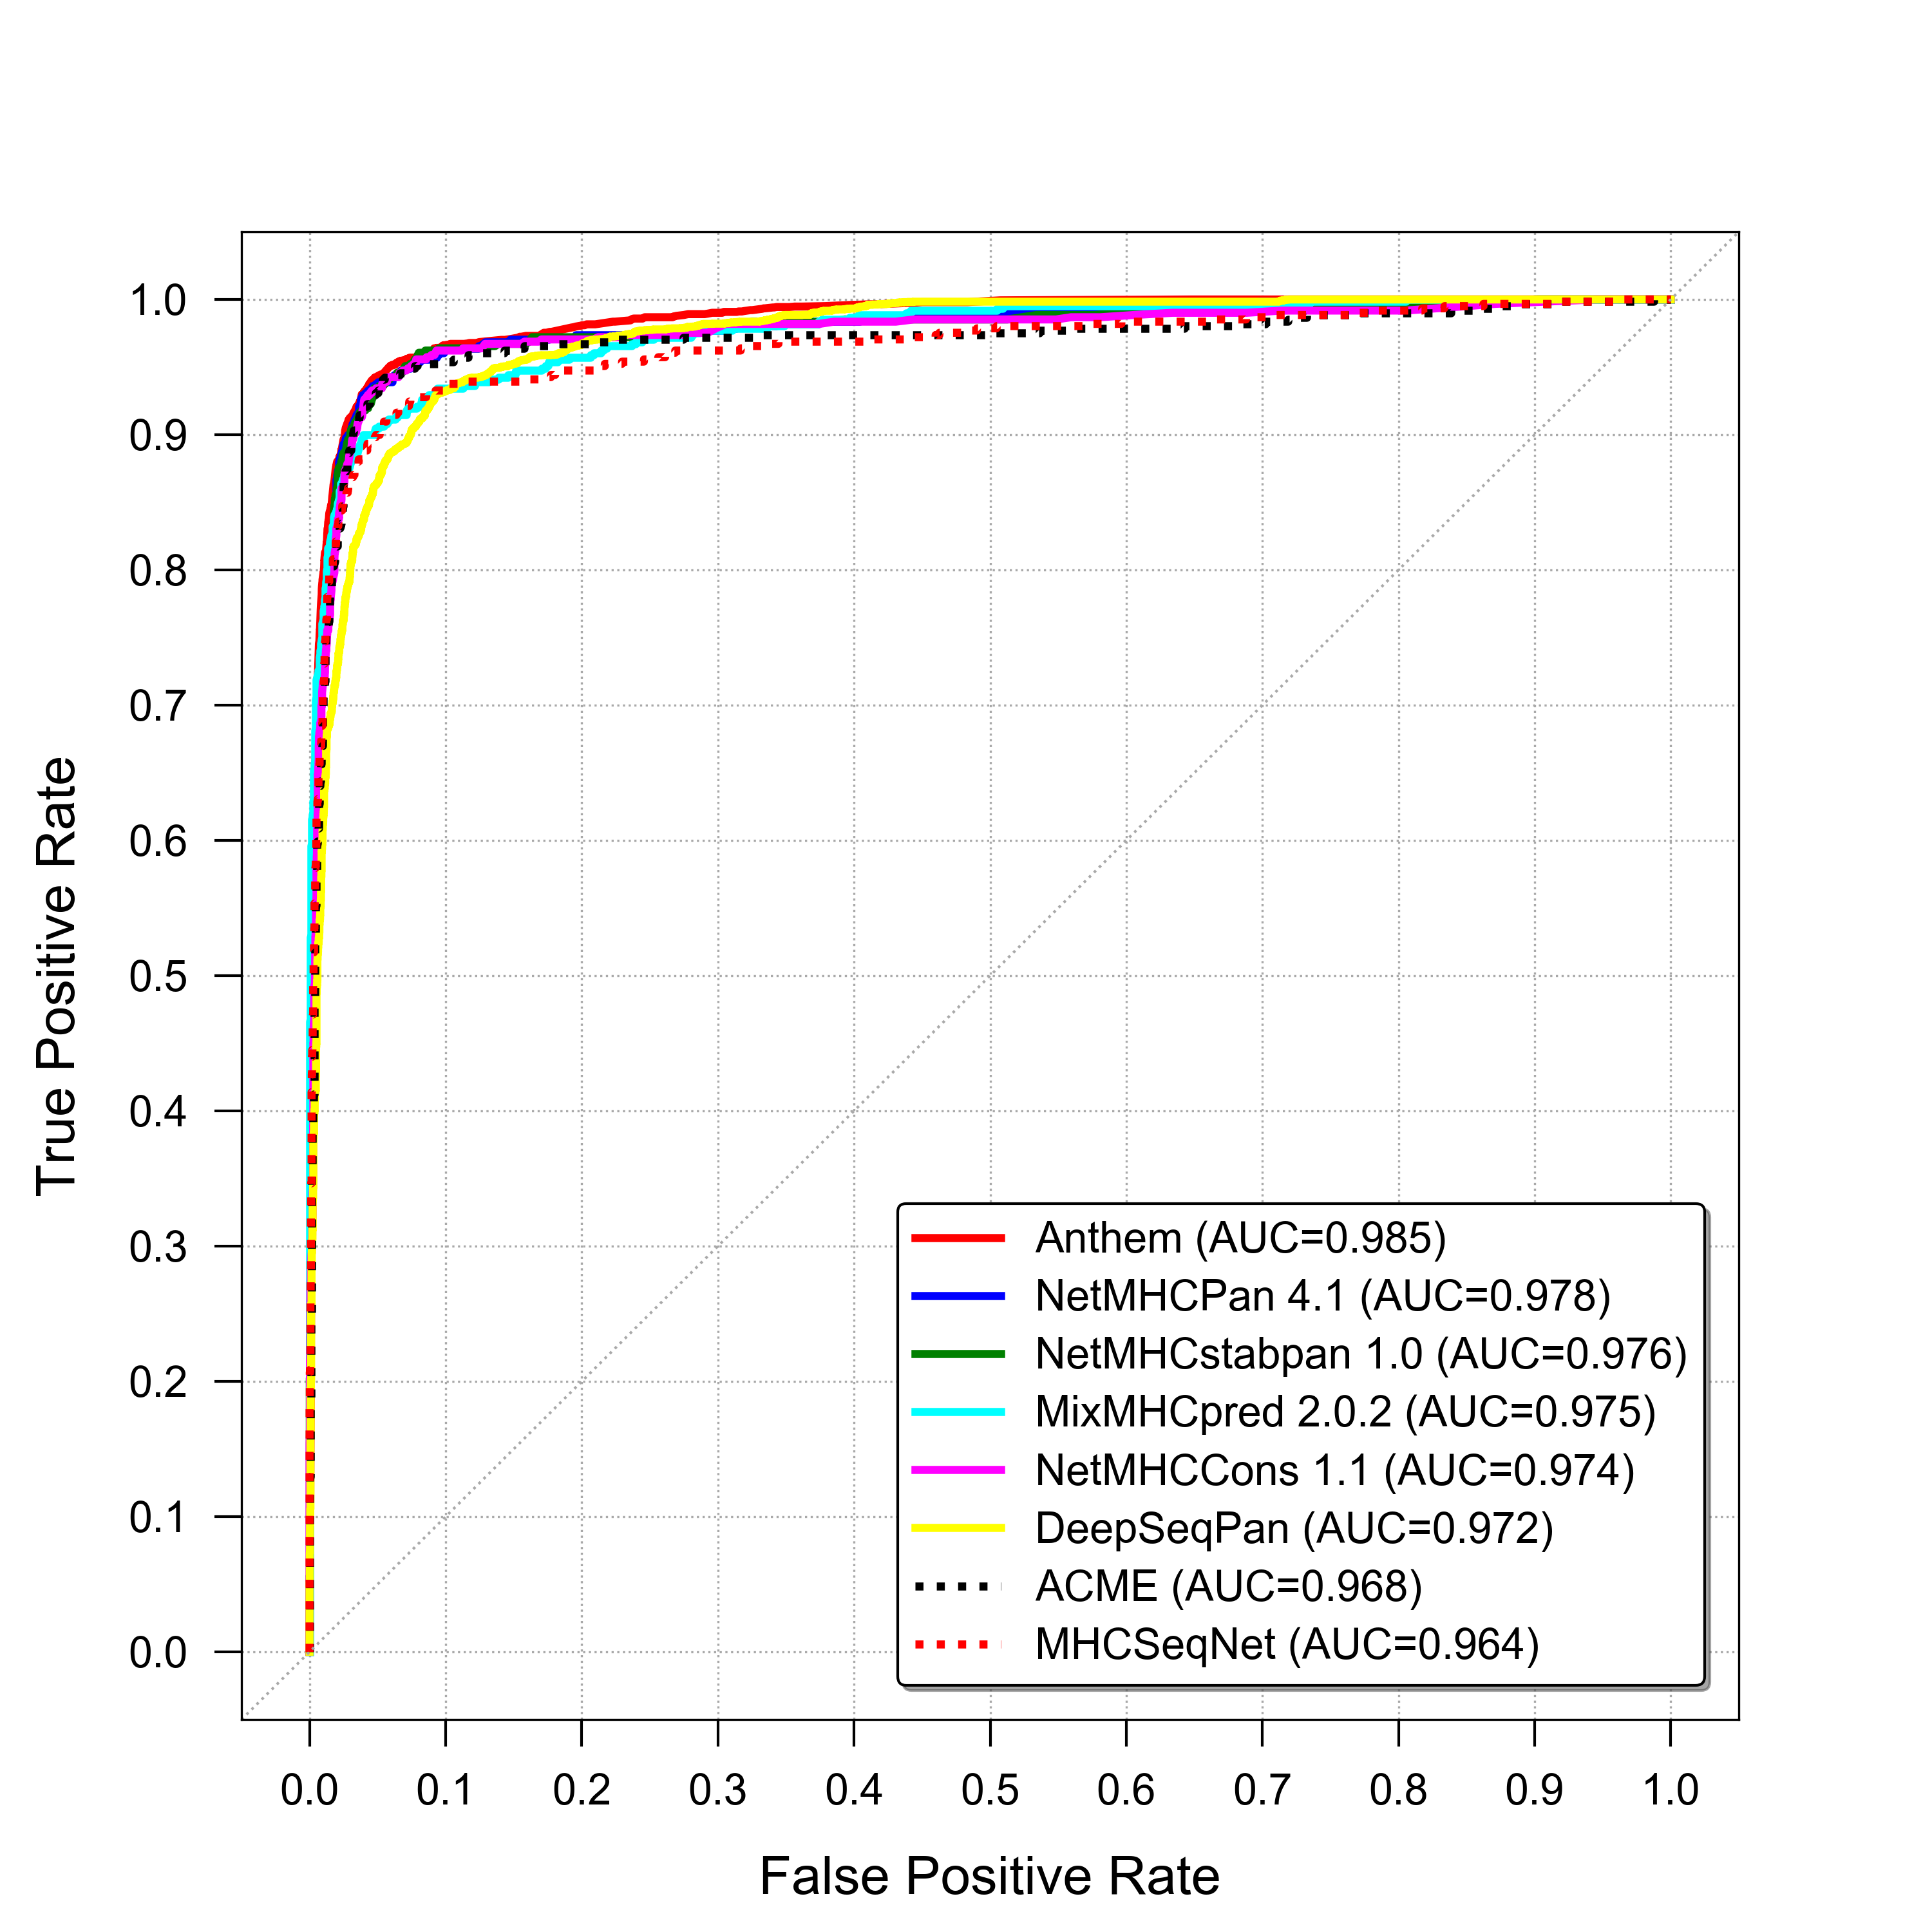 1.0
0.9
0.8
0.7
0.6
0.5
0.4
0.3
0.2
0.1
0.0
True Positive Rate
Anthem (AUC=0.985)
NetMHCPan 4.1 (AUC=0.978)
NetMHCstabpan 1.0 (AUC=0.976)
MixMHCpred 2.0.2 (AUC=0.975)
NetMHCCons 1.1 (AUC=0.974)
DeepSeqPan (AUC=0.972)
ACME (AUC=0.968)
MHCSeqNet (AUC=0.964)
0.0 0.1 0.2 0.3 0.4 0.5 0.6 0.7 0.8 0.9 1.0
False Positive Rate